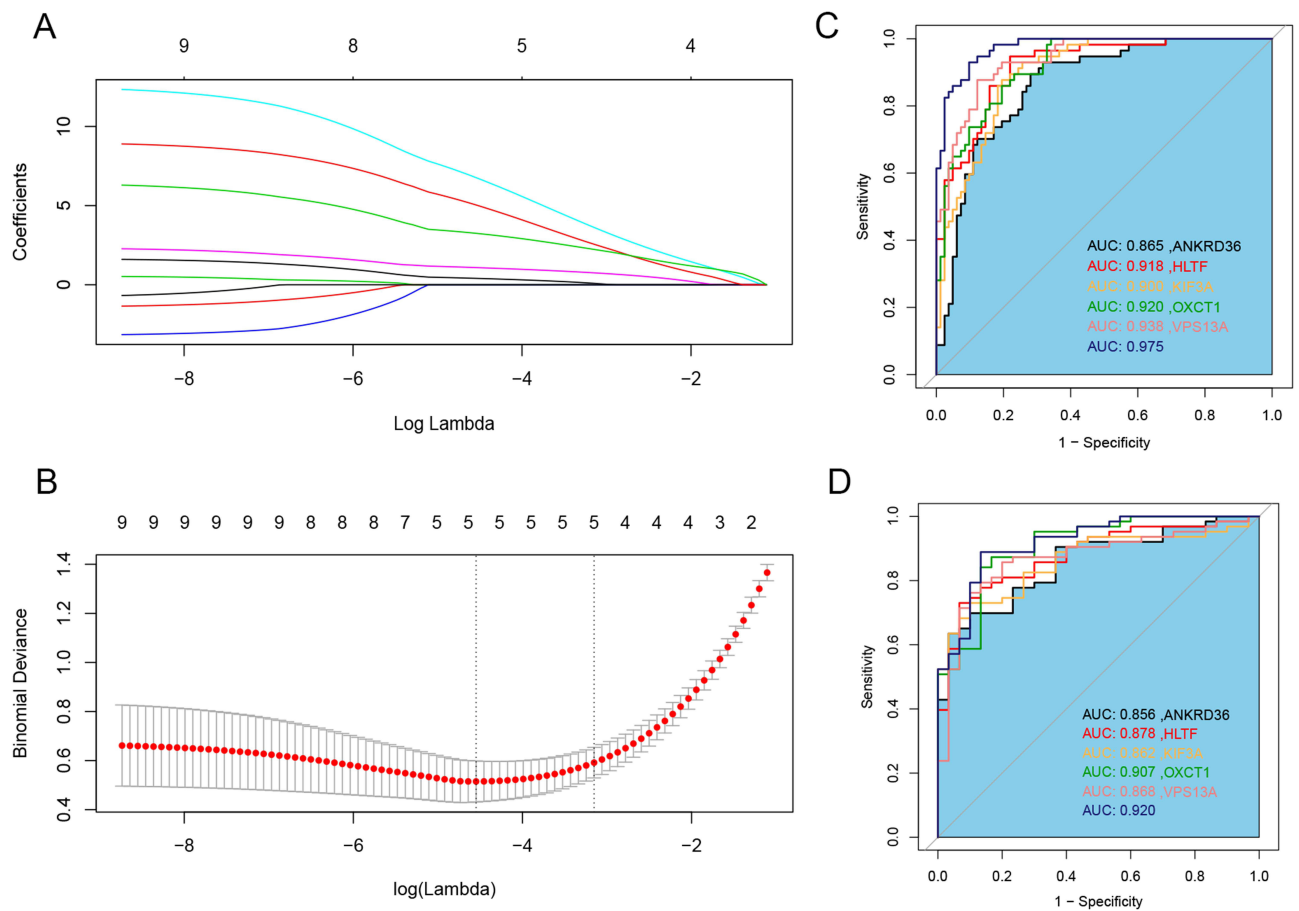 A
9 8 5 4
10
5
0
Coefficients
−8 −6 −4 −2
Log Lambda
B
9 9 9 9 9 9 8 8 8 7 5 5 5 5 5 5 4 4 4 3 2
1.4
1.2
1.0
0.8
0.6
0.4
Binomial Deviance
−8 −6 −4 −2
log(Lambda)
C
1.0
0.8
0.6
0.4
0.2
0.0
Sensitivity
AUC: 0.865 ,ANKRD36
AUC: 0.918 ,HLTF
AUC: 0.900 ,KIF3A
AUC: 0.920 ,OXCT1
AUC: 0.938 ,VPS13A
AUC: 0.975
0.0 0.2 0.4 0.6 0.8 1.0
1 − Specificity
D
1.0
0.8
0.6
0.4
0.2
0.0
Sensitivity
AUC: 0.856 ,ANKRD36
AUC: 0.878 ,HLTF
AUC: ,KIF3A
AUC: 0.907 ,OXCT1
AUC: 0.868 ,VPS13A
AUC: 0.920
0.0 0.2 0.4 0.6 0.8 1.0
1 − Specificity